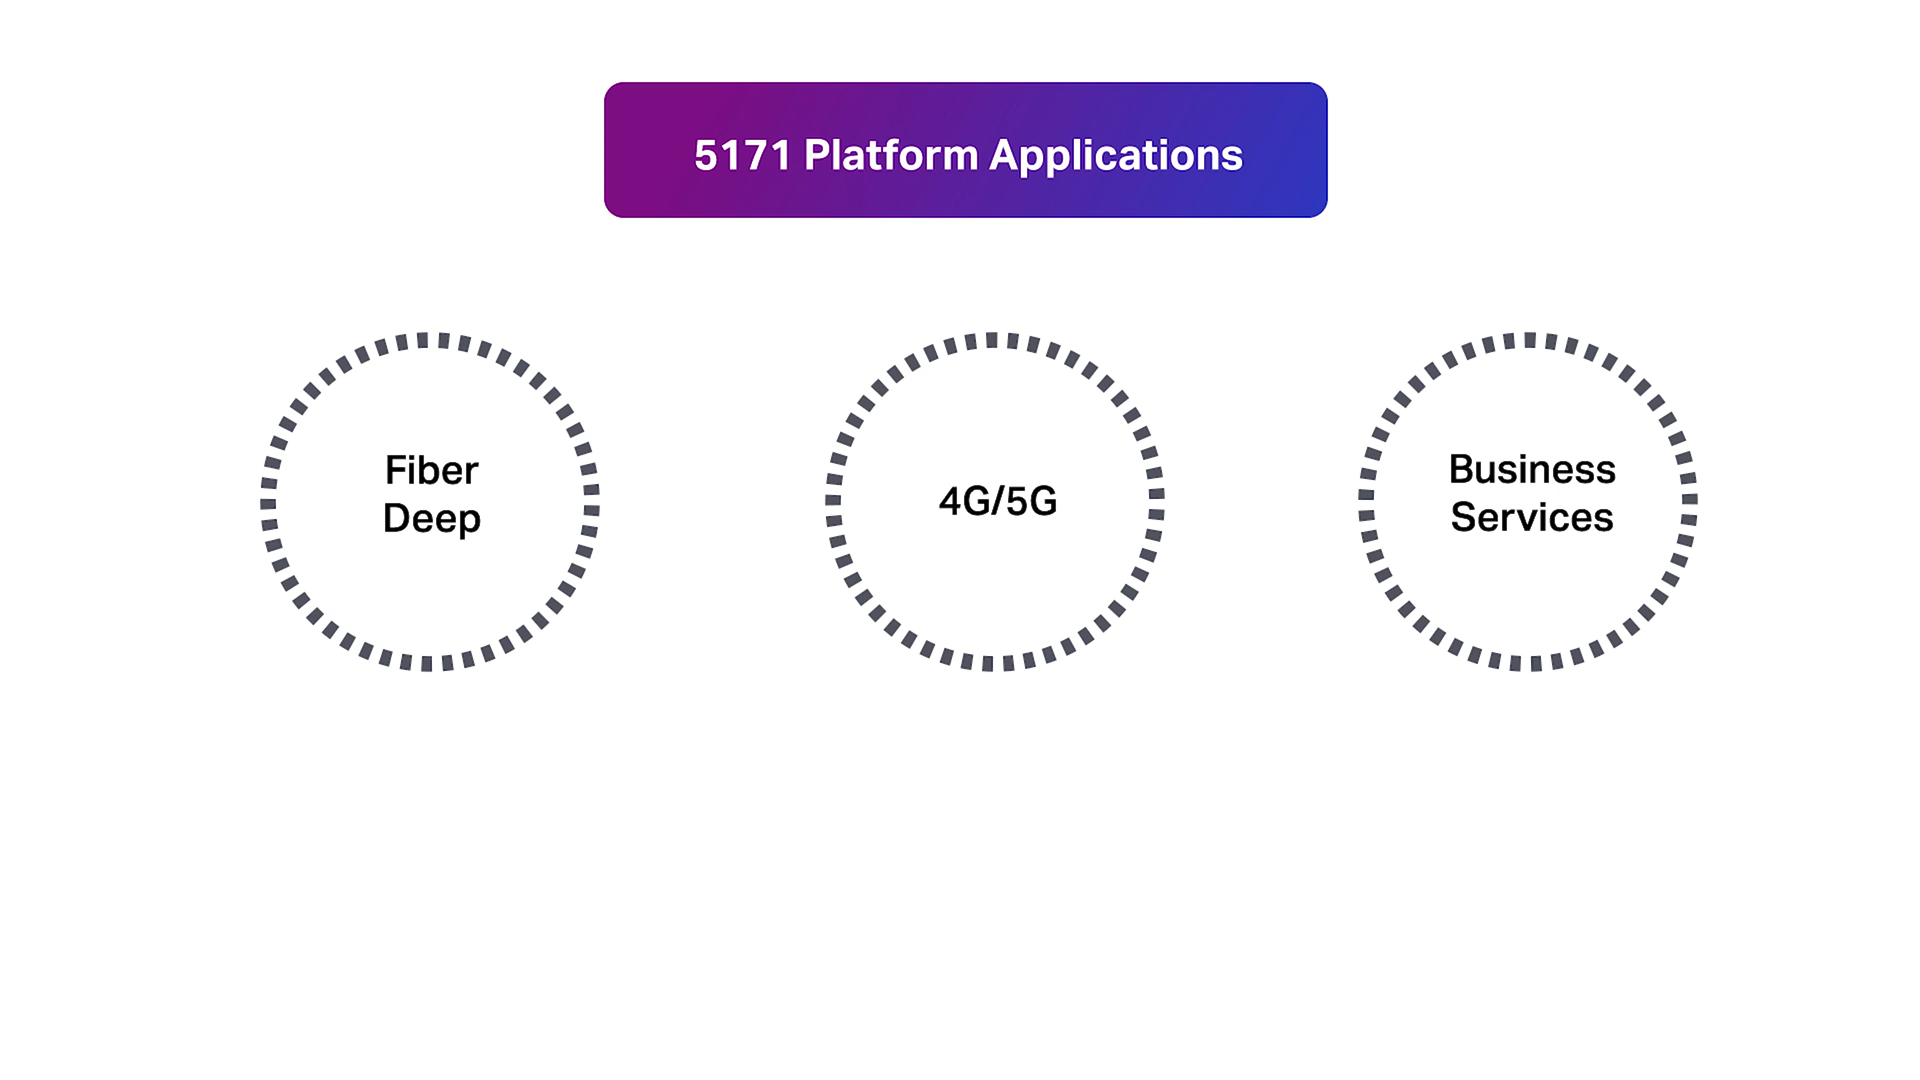 5171 Platform Applications
Fiber
Deep
4G/5G
Business
Services